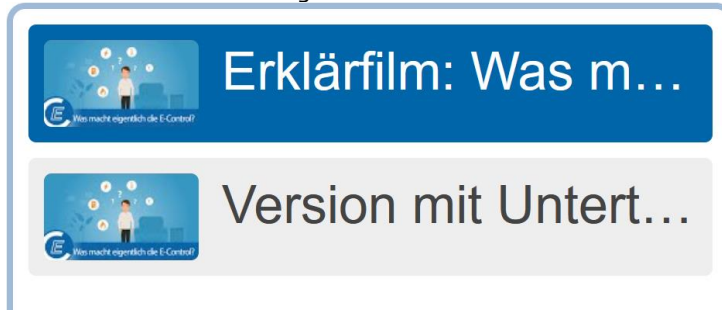 Erklärfilm: Was m…
Was macht eigentlich die E-Control?
Version mit Untert…
Was macht eigentlich die E-Control?